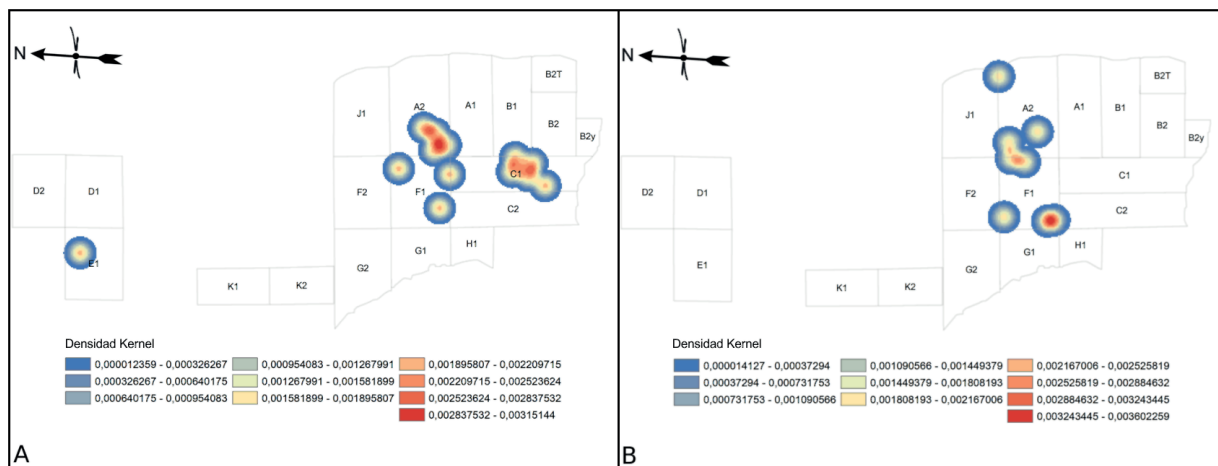 N
B2T
J1
A2
A1
B1
B2
B2y
D2
D1
F2
F1
C1
C2
E1
G2
G1
H1
K1
K2
Densidad Kernel
0,000012359 - 0,000326267
0,000326267 - 0,000640175
0,000640175 - 0,000954083
0,000954083 - 0,001267991
0,001267991 - 0,001581899
0,001581899 - 0,001895807
0,001895807 - 0,002209715
0,002209715 - 0,002523624
0,002523624 - 0,002837532
0,002837532 - 0,00315144
A
N
B2T
J1
A2
A1
B1
B2
B2y
D2
D1
F2
F1
C1
C2
E1
G2
G1
H1
K1
K2
Densidad Kernel
0,000014127 - 0,00037294
0,00037294 - 0,000731753
0,000731753 - 0,001090566
0,001090566 - 0,001449379
0,001449379 - 0,001808193
0,001808193 - 0,002167006
0,002167006 - 0,002525819
0,002525819 - 0,002884632
0,002884632 - 0,003243445
0,003243445 - 0,003602259
B